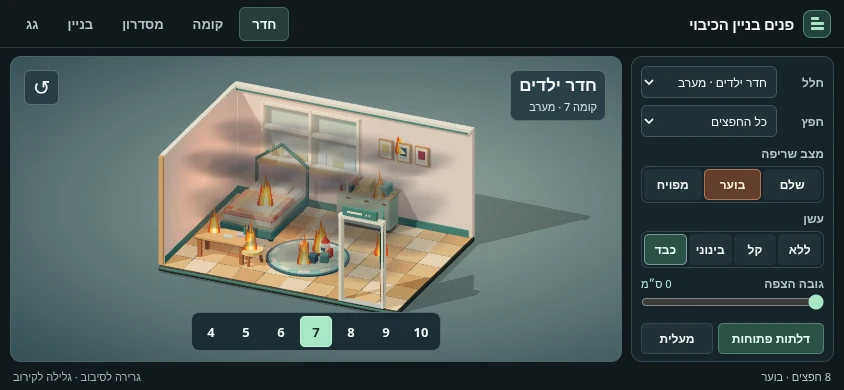 פנים בניין הכיבוי
חדר
קומה
מסדרון
בניין
גג
חלל
חדר ילדים · מערב
חפץ
כל החפצים
מצב שריפה
שלם
בוער
מפויח
עשן
ללא
קל
בינוני
כבד
גובה הצפה
0 ס״מ
דלתות פתוחות
מעלית
חדר ילדים
קומה 7 · מערב
↺
4 5 6 7 8 9 10
8 חפצים · בוער
גרירה לסיבוב · גלילה לקירוב